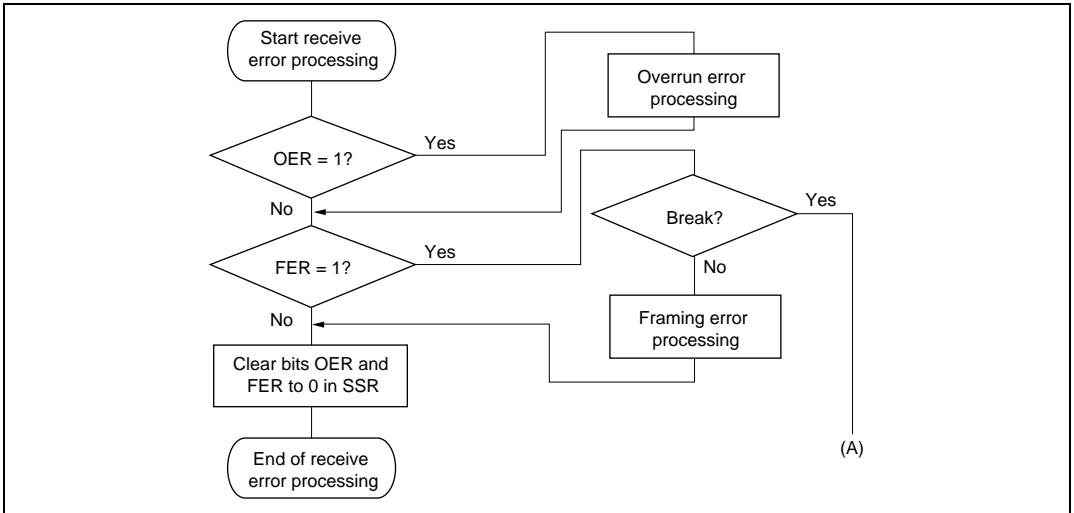 Start receive
error processing
OER = 1?
Yes
No
Overrun error
processing
FER = 1?
Yes
No
Break?
Yes
No
Framing error
processing
Clear bits OER and
FER to 0 in SSR
End of receive
error processing
(A)